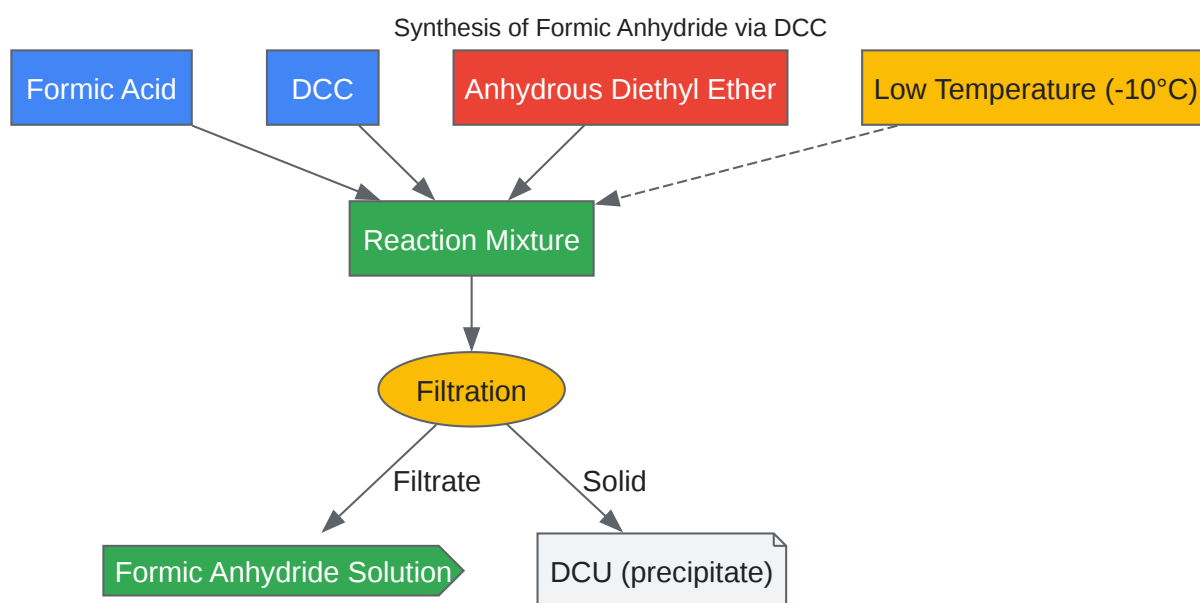 Synthesis of Formic Anhydride via DCC
Formic Acid
DCC
Anhydrous Diethyl Ether
Low Temperature (-10°C)
Reaction Mixture
Filtration
Filtrate
Solid
Formic Anhydride Solution
DCU (precipitate)